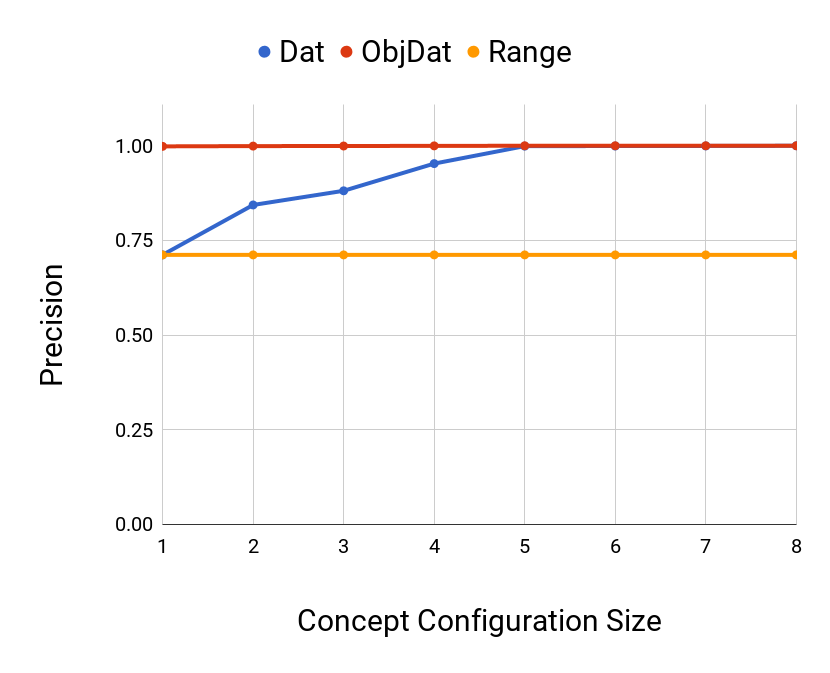 Dat ObjDat Range
1.00
0.75
0.50
0.25
0.00
Precision
1 2 3 4 5 6 7 8
Concept Configuration Size